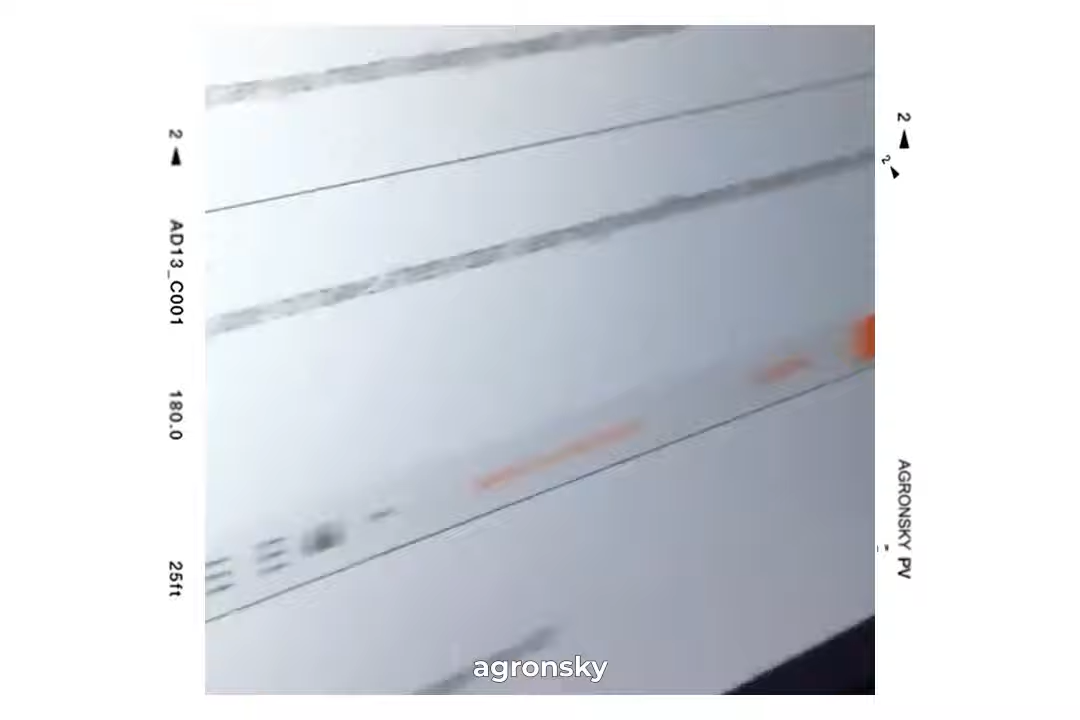 2
AD13_C001
180.0
25ft
2
2
AGRONSKY PV
agronsky